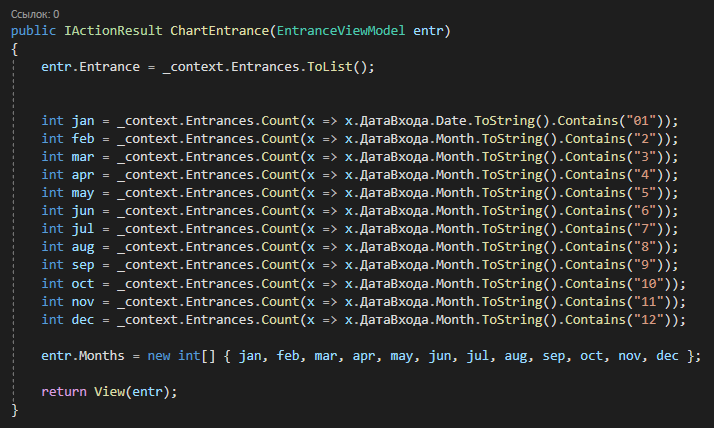 Ссылок: 0
public IActionResult ChartEntrance(EntranceViewModel entr)
{
entr.Entrance = _context.Entrances.ToList();
int jan = _context.Entrances.Count(x => x.ДатаВхода.Date.ToString().Contains("01"));
int feb = _context.Entrances.Count(x => x.ДатаВхода.Month.ToString().Contains("2"));
int mar = _context.Entrances.Count(x => x.ДатаВхода.Month.ToString().Contains("3"));
int apr = _context.Entrances.Count(x => x.ДатаВхода.Month.ToString().Contains("4"));
int may = _context.Entrances.Count(x => x.ДатаВхода.Month.ToString().Contains("5"));
int jun = _context.Entrances.Count(x => x.ДатаВхода.Month.ToString().Contains("6"));
int jul = _context.Entrances.Count(x => x.ДатаВхода.Month.ToString().Contains("7"));
int aug = _context.Entrances.Count(x => x.ДатаВхода.Month.ToString().Contains("8"));
int sep = _context.Entrances.Count(x => x.ДатаВхода.Month.ToString().Contains("9"));
int oct = _context.Entrances.Count(x => x.ДатаВхода.Month.ToString().Contains("10"));
int nov = _context.Entrances.Count(x => x.ДатаВхода.Month.ToString().Contains("11"));
int dec = _context.Entrances.Count(x => x.ДатаВхода.Month.ToString().Contains("12"));
entr.Months = new int[] { jan, feb, mar, apr, may, jun, jul, aug, sep, oct, nov, dec };
return View(entr);
}